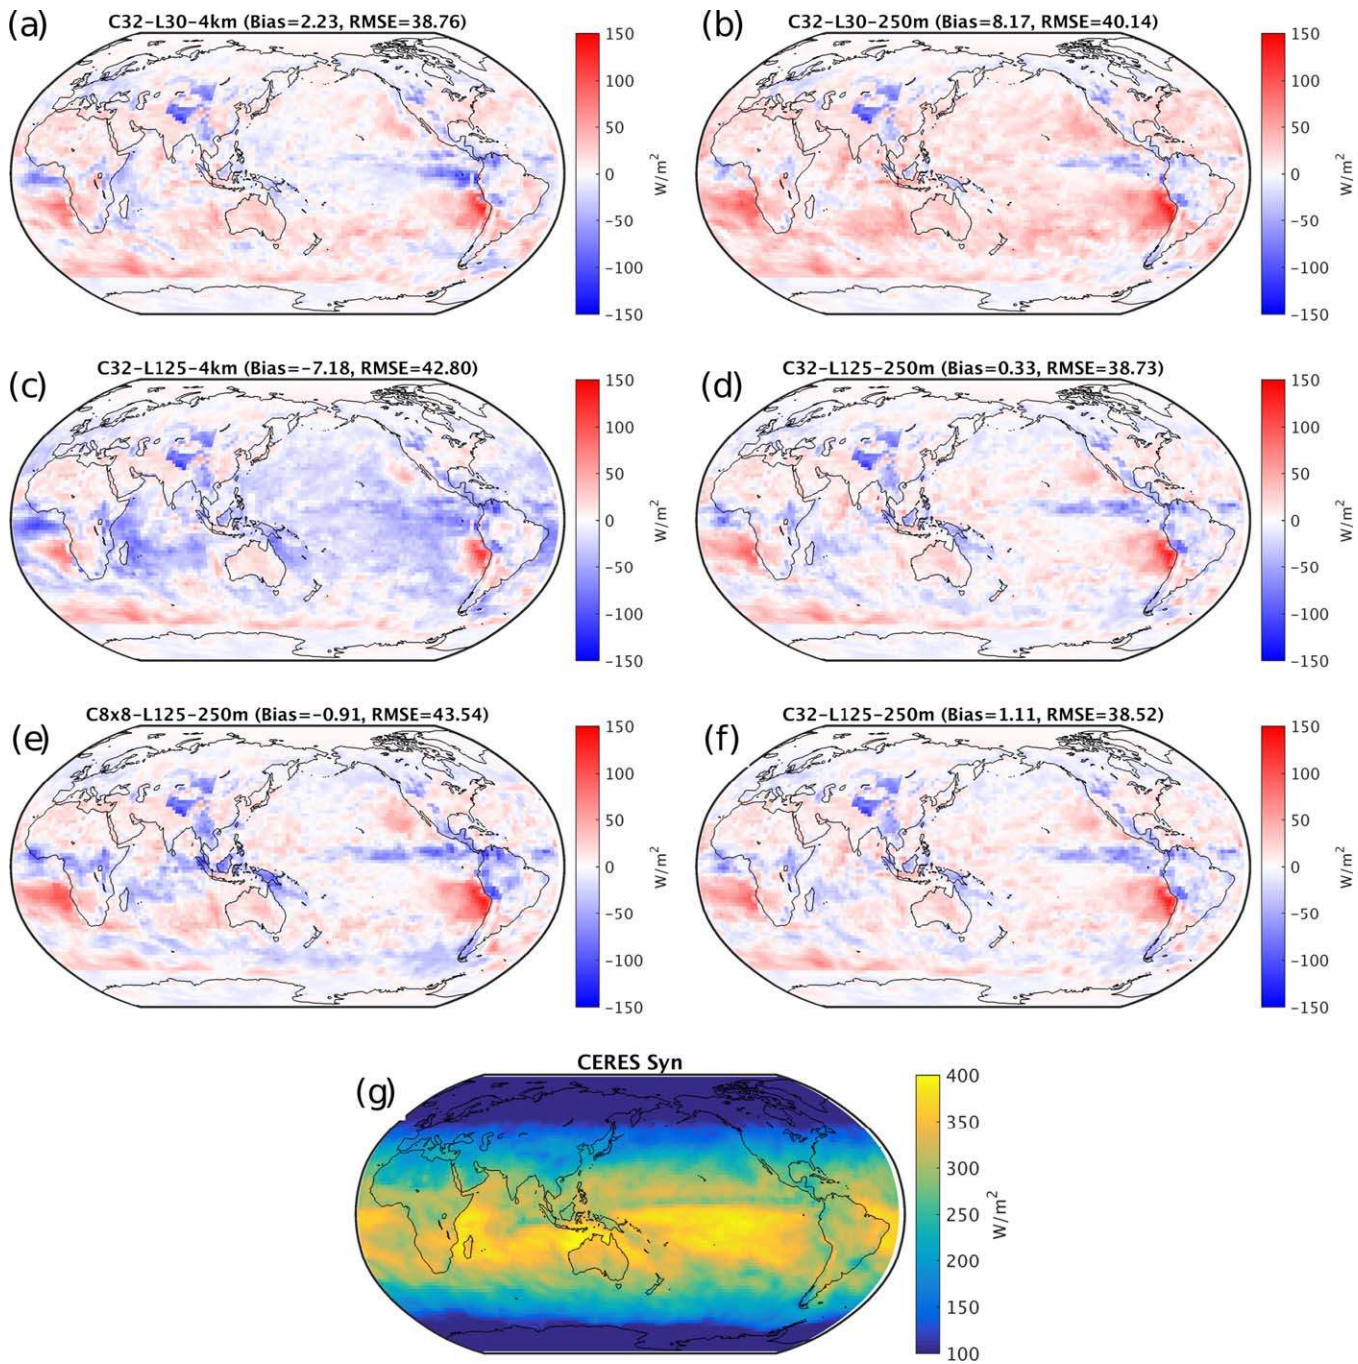 (a)
C32-L30-4km (Bias=2.23, RMSE=38.76)
150
100
50
0
-50
-100
-150
W/m²
(b)
C32-L30-250m (Bias=8.17, RMSE=40.14)
150
100
50
0
-50
-100
-150
W/m²
(c)
C32-L125-4km (Bias=-7.18, RMSE=42.80)
150
100
50
0
-50
-100
-150
W/m²
(d)
C32-L125-250m (Bias=0.33, RMSE=38.73)
150
100
50
0
-50
-100
-150
W/m²
(e)
C8x8-L125-250m (Bias=-0.91, RMSE=43.54)
150
100
50
0
-50
-100
-150
W/m²
(f)
C32-L125-250m (Bias=1.11, RMSE=38.52)
150
100
50
0
-50
-100
-150
W/m²
(g)
CERES Syn
400
350
300
250
200
150
100
W/m²